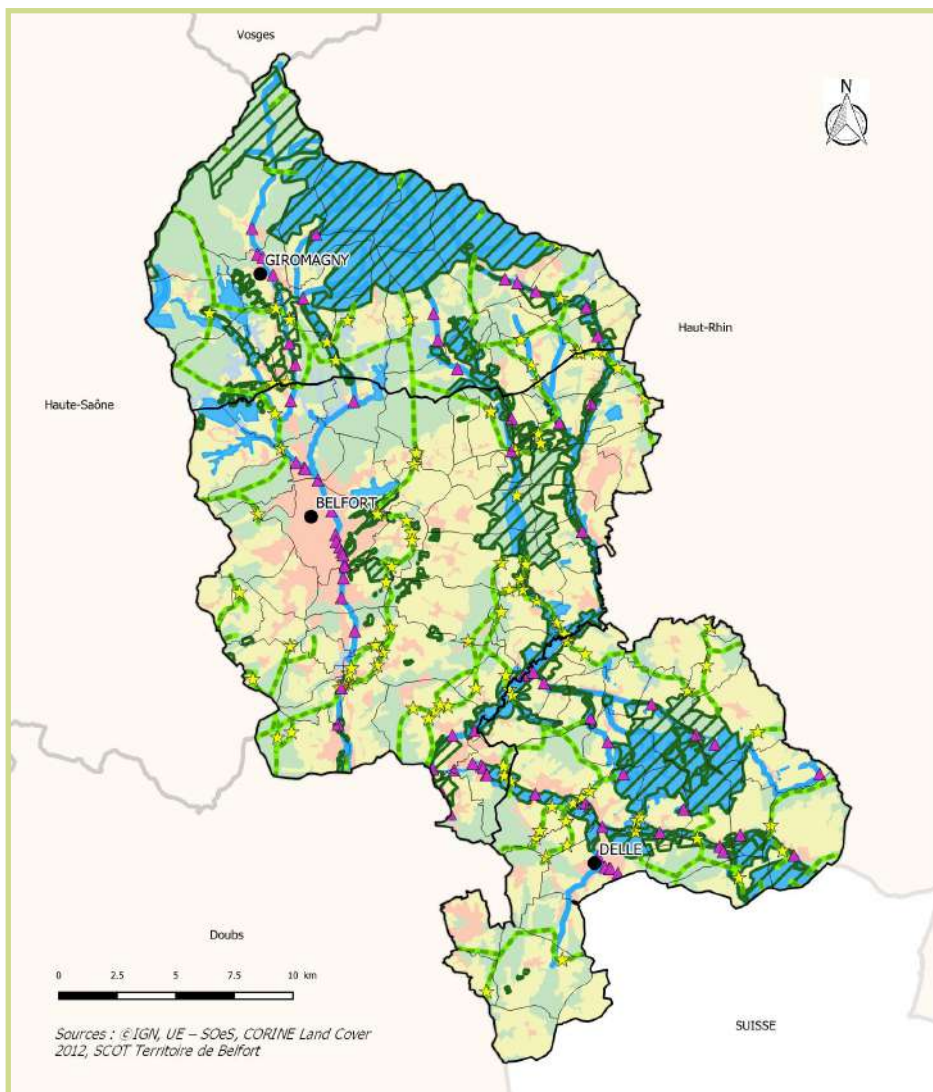 Vosges
N
GIROMAGNY
Haut-Rhin
Haute-Saône
BELFORT
DELLE
Doubs
0 2.5 5 7.5 10 km
SUISSE
Sources : ©IGN, UE – SOeS, CORINE Land Cover
2012, SCOT Territoire de Belfort